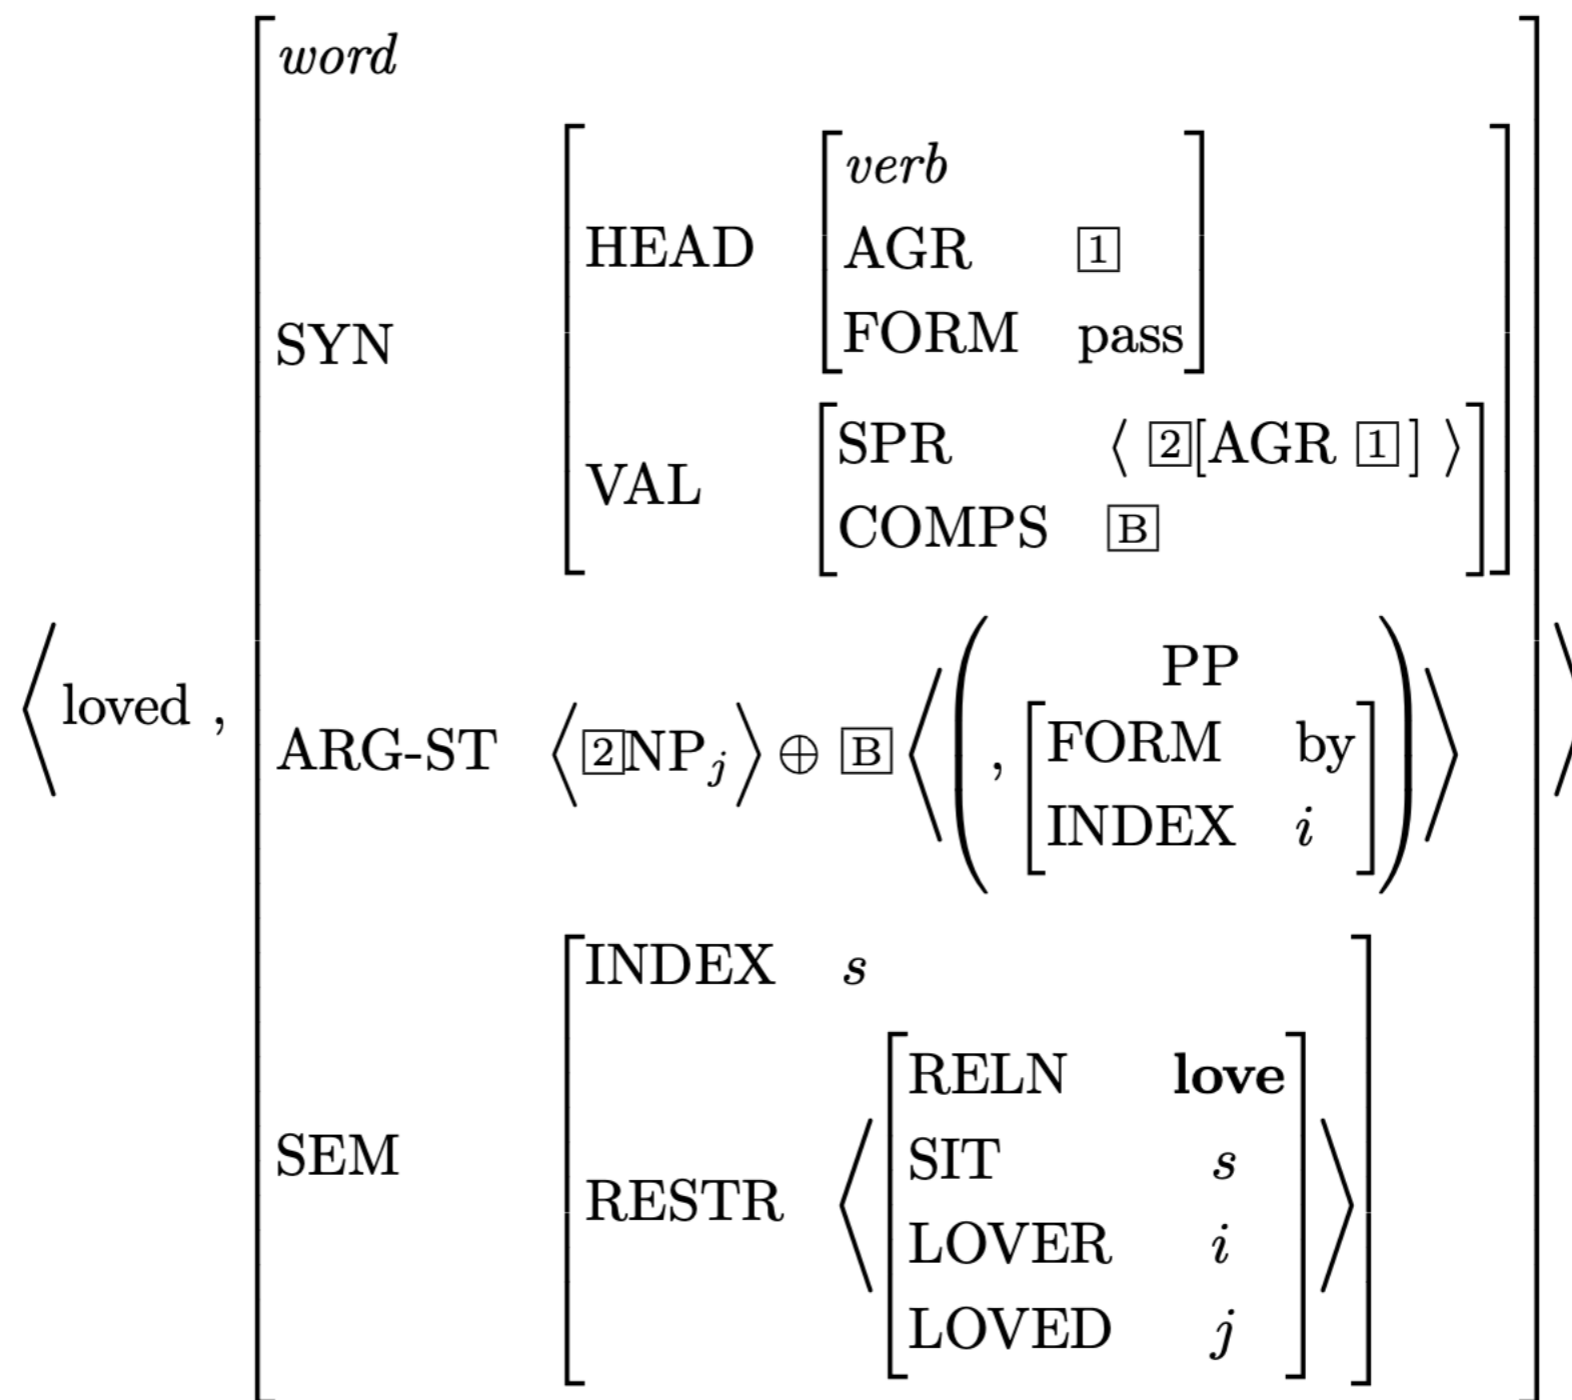 word
HEAD verb
AGR 1
FORM pass
SYN
VAL SPR ⟨ 2[AGR 1] ⟩
COMPS B
⟨ loved ,
ARG-ST ⟨ 2NP_j ⟩ ⊕ B ⟨ ( , PP
FORM by
INDEX i ) ⟩ ⟩
INDEX s
SEM
RESTR ⟨ RELN love
SIT s
LOVER i
LOVED j ⟩